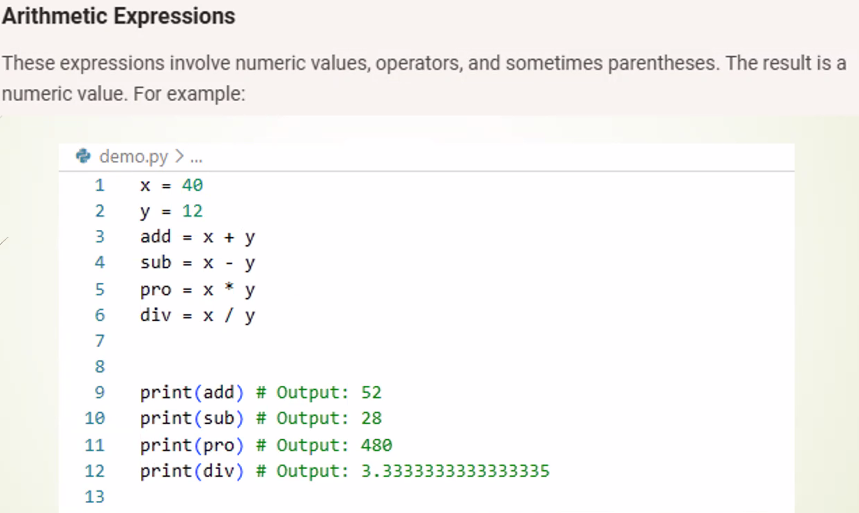 Arithmetic Expressions
These expressions involve numeric values, operators, and sometimes parentheses. The result is a
numeric value. For example:
demo.py > ...
1 x = 40
2 y = 12
3 add = x + y
4 sub = x - y
5 pro = x * y
6 div = x / y
7
8
9 print(add) # Output: 52
10 print(sub) # Output: 28
11 print(pro) # Output: 480
12 print(div) # Output: 3.3333333333333335
13